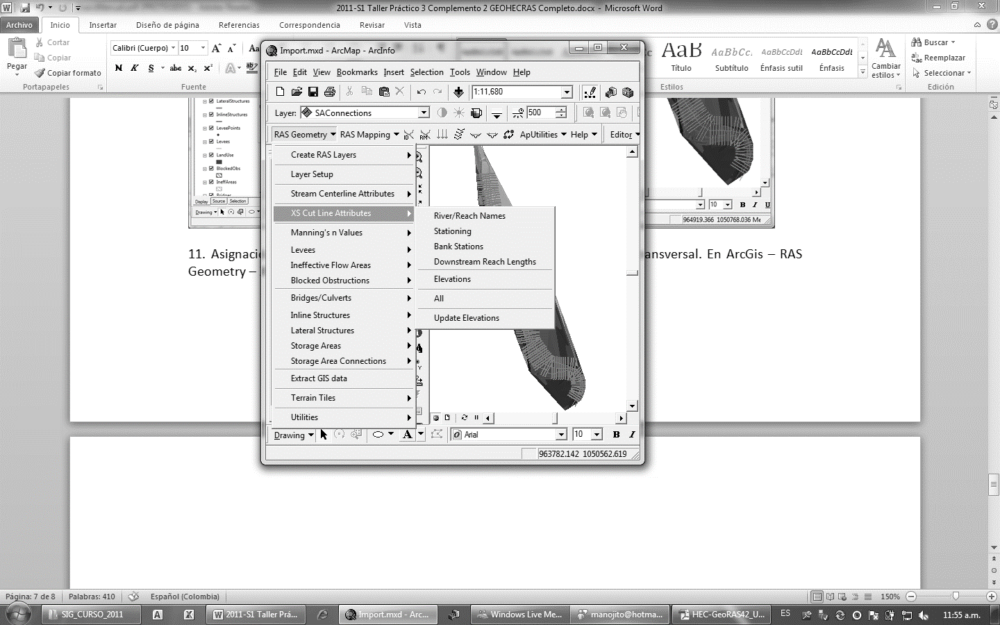 2011-S1 Taller Práctico 3 Complemento 2 GEOHECRAS Completo.docx - Microsoft Word
Archivo Inicio Insertar Diseño de página Referencias Correspondencia Revisar Vista
Pegar
Cortar
Copiar
Copiar formato
Portapapeles
Calibri (Cuerpo) 10
N K S abc x₂ x² A ab
Fuente
AaB
Título
AaBbCc.
Subtítulo
AaBbCcDdE
Énfasis sutil
AaBbCcDdE
Énfasis
Cambiar estilos
Estilos
Buscar
Reemplazar
Seleccionar
Edición
LateralStructures
InlineStructures
LeveePoints
Levees
LandUse
BlockedObs
IneffAreas
Bridges
Display Source Selection
Drawing
10 B I U
964919.366 1050768.036 Me
11. Asignació
ansversal. En ArcGis – RAS
Geometry –
Import.mxd - ArcMap - ArcInfo
File Edit View Bookmarks Insert Selection Tools Window Help
1:11,680
Layer: SAConnections 500
RAS Geometry RAS Mapping ID RM ApUtilities Help Editor
Create RAS Layers
Layer Setup
Stream Centerline Attributes
XS Cut Line Attributes
Manning's n Values
Levees
Ineffective Flow Areas
Blocked Obstructions
Bridges/Culverts
Inline Structures
Lateral Structures
Storage Areas
Storage Area Connections
Extract GIS data
Terrain Tiles
Utilities
River/Reach Names
Stationing
Bank Stations
Downstream Reach Lengths
Elevations
All
Update Elevations
Drawing A Arial 10 B I
963782.142 1050562.619
Página: 7 de 8 Palabras: 410 Español (Colombia) 150%
SIG_CURSO_2011 2011-S1 Taller Prá... Import.mxd - Arc... Windows Live Me... manojito@hotma... HEC-GeoRAS42_U... ES 11:55 a.m.